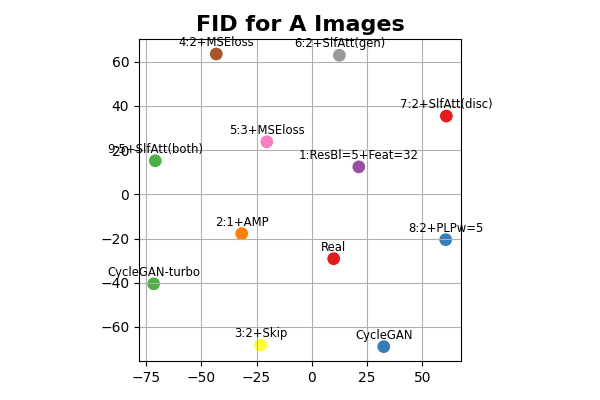 FID for A Images
4:2+MSEloss
6:2+SlfAtt(gen)
60
7:2+SlfAtt(disc)
40
5:3+MSEloss
9:5+SlfAtt(both)
20
1:ResBl=5+Feat=32
0
2:1+AMP
8:2+PLPw=5
−20
Real
CycleGAN-turbo
−40
3:2+Skip
CycleGAN
−60
−75
−50
−25
0
25
50